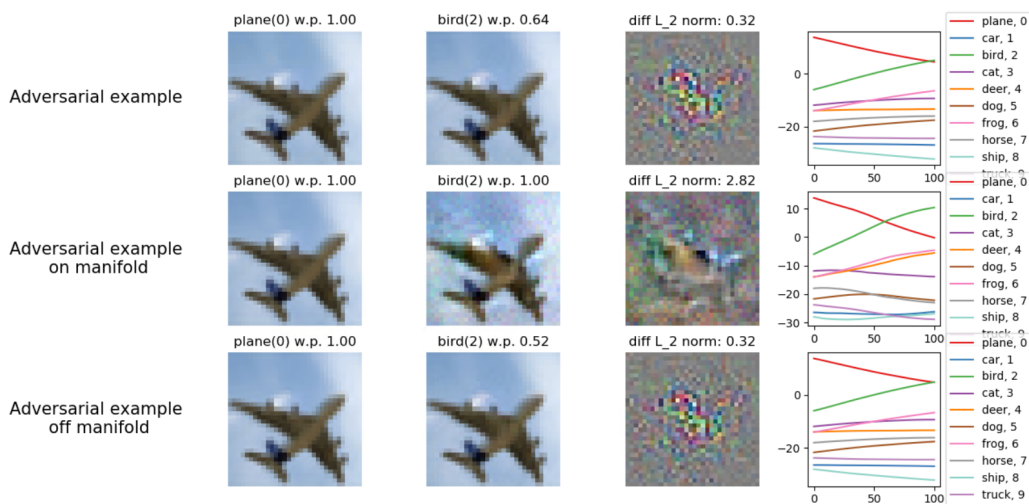 plane(0) w.p. 1.00
bird(2) w.p. 0.64
diff L_2 norm: 0.32
Adversarial example
0
−20
0
50
100
plane, 0
car, 1
bird, 2
cat, 3
deer, 4
dog, 5
frog, 6
horse, 7
ship, 8
truck, 9
plane(0) w.p. 1.00
bird(2) w.p. 1.00
diff L_2 norm: 2.82
Adversarial example
on manifold
10
0
−10
−20
−30
0
50
100
plane, 0
car, 1
bird, 2
cat, 3
deer, 4
dog, 5
frog, 6
horse, 7
ship, 8
truck, 9
plane(0) w.p. 1.00
bird(2) w.p. 0.52
diff L_2 norm: 0.32
Adversarial example
off manifold
0
−20
0
50
100
plane, 0
car, 1
bird, 2
cat, 3
deer, 4
dog, 5
frog, 6
horse, 7
ship, 8
truck, 9